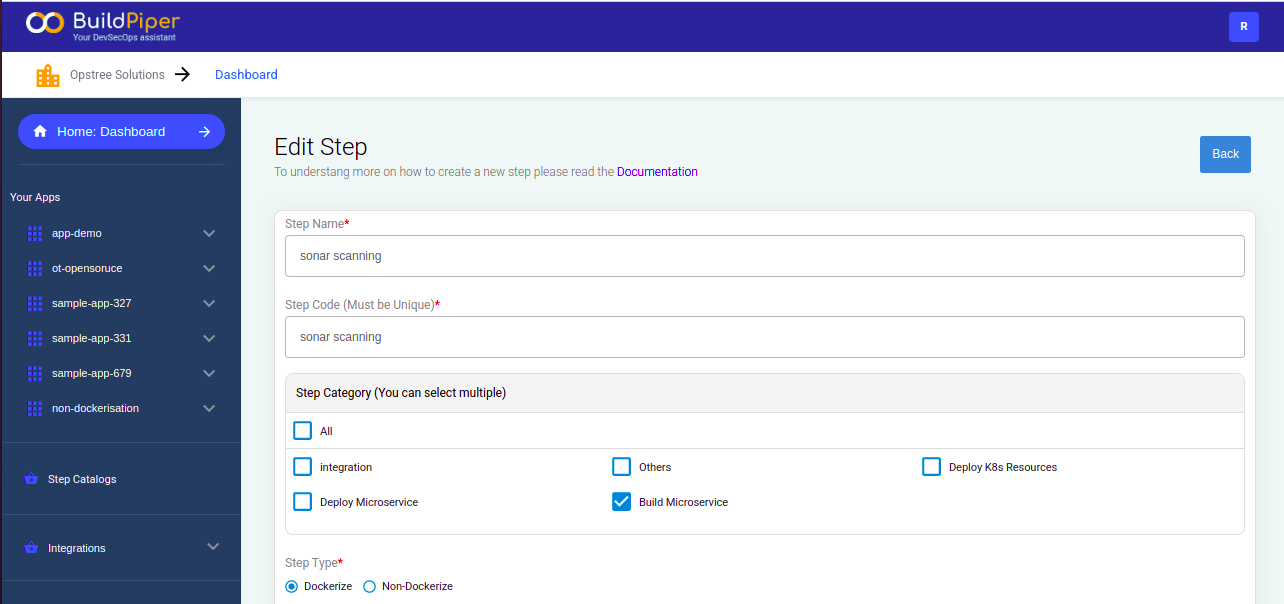 BuildPiper
Your DevSecOps assistant
R
Opstree Solutions
Dashboard
Home: Dashboard
Your Apps
app-demo
ot-opensoruce
sample-app-327
sample-app-331
sample-app-679
non-dockerisation
Step Catalogs
Integrations
Edit Step
To understang more on how to create a new step please read the Documentation
Back
Step Name*
sonar scanning
Step Code (Must be Unique)*
sonar scanning
Step Category (You can select multiple)
All
integration
Others
Deploy K8s Resources
Deploy Microservice
Build Microservice
Step Type*
Dockerize
Non-Dockerize